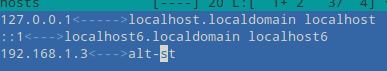 hosts [----] 20 L:[ 1+ 2 3/ 4]
127.0.0.1<----->localhost.localdomain localhost
::1<--->localhost6.localdomain localhost6
192.168.1.3<--->alt-st